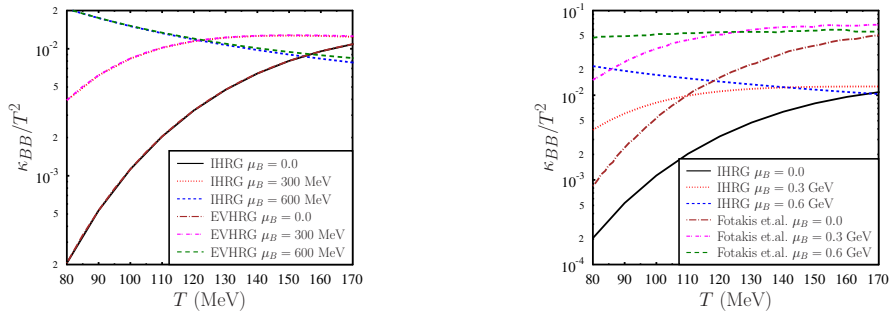 κ_BB/T²
2
10⁻²
5
2
10⁻³
5
2
80 90 100 110 120 130 140 150 160 170
T (MeV)
IHRG μ_B = 0.0
IHRG μ_B = 300 MeV
IHRG μ_B = 600 MeV
EVHRG μ_B = 0.0
EVHRG μ_B = 300 MeV
EVHRG μ_B = 600 MeV
κ_BB/T²
10⁻¹
5
2
10⁻²
5
2
10⁻³
5
2
10⁻⁴
80 90 100 110 120 130 140 150 160 170
T (MeV)
IHRG μ_B = 0.0
IHRG μ_B = 0.3 GeV
IHRG μ_B = 0.6 GeV
Fotakis et.al. μ_B = 0.0
Fotakis et.al. μ_B = 0.3 GeV
Fotakis et.al. μ_B = 0.6 GeV